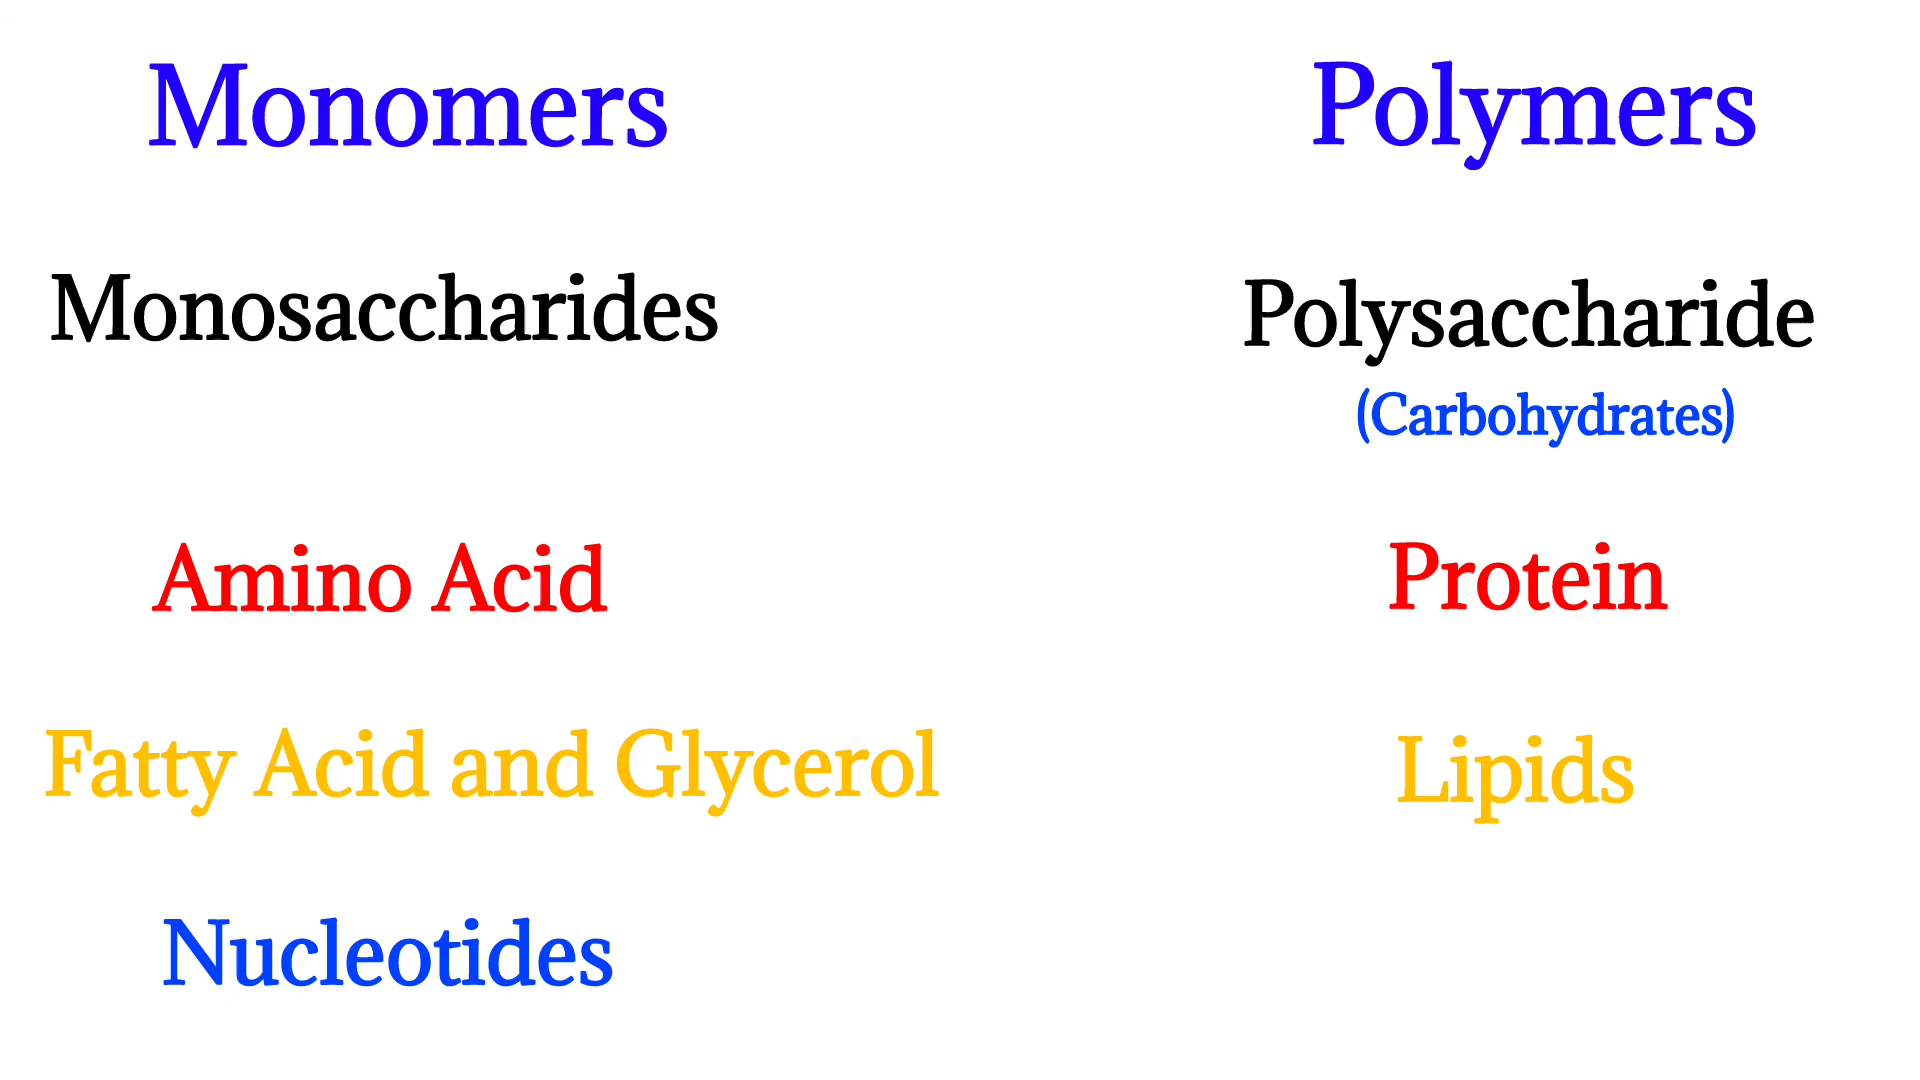 Monomers Polymers
Monosaccharides Polysaccharide
(Carbohydrates)
Amino Acid Protein
Fatty Acid and Glycerol Lipids
Nucleotides